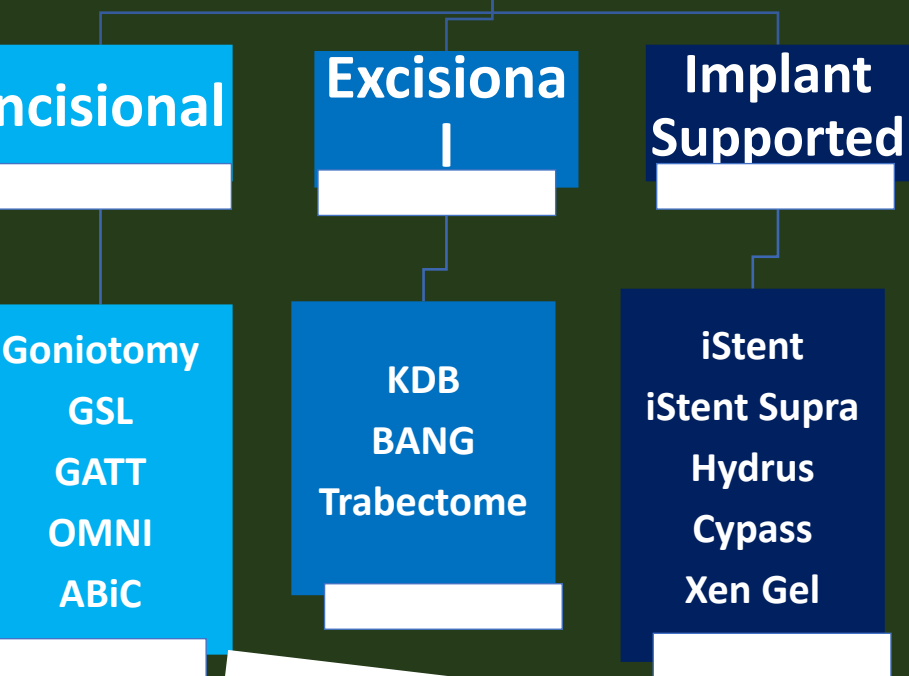 ncisional
Excisiona
l
Implant
Supported
Goniotomy
GSL
GATT
OMNI
ABiC
KDB
BANG
Trabectome
iStent
iStent Supra
Hydrus
Cypass
Xen Gel